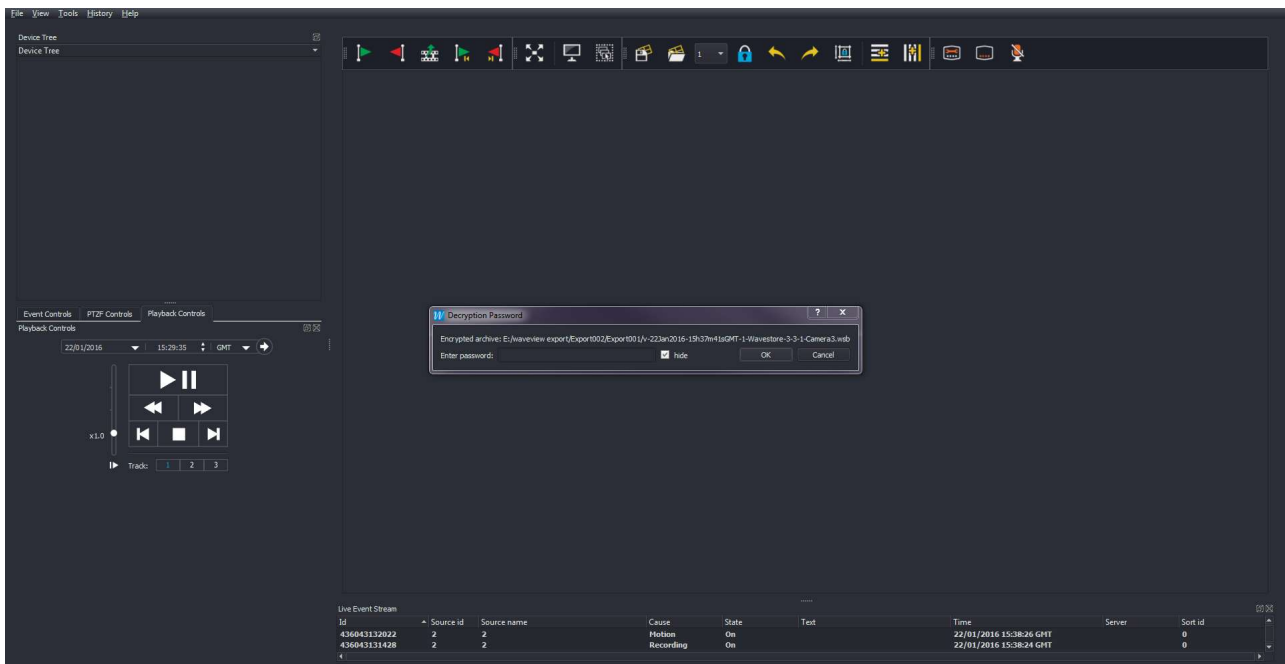 File View Tools History Help
Device Tree
Device Tree
1
Event Controls PTZF Controls Playback Controls
Playback Controls
22/01/2016 15:29:35 GMT
x1.0
Track: 1 2 3
Decryption Password
Encrypted archive: E:/waveview export/Export002/Export001/v-22Jan2016-15h37m41sGMT-1-Wavestore-3-3-1-Camera3.wsb
Enter password: hide OK Cancel
Live Event Stream
Id Source id Source name Cause State Text Time Server Sort id
436043132022 2 2 Motion On 22/01/2016 15:38:26 GMT 0
436043131428 2 2 Recording On 22/01/2016 15:38:24 GMT 0